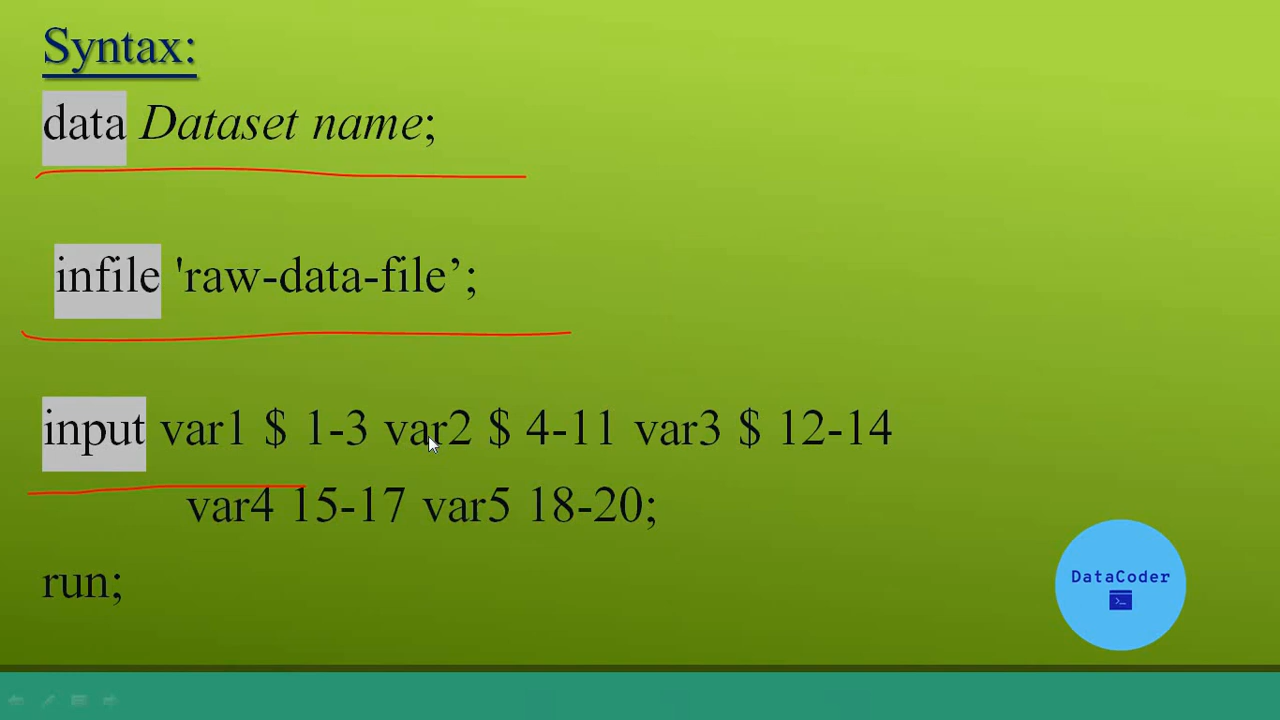 Syntax:
data Dataset name;
infile 'raw-data-file’;
input var1 $ 1-3 var2 $ 4-11 var3 $ 12-14
var4 15-17 var5 18-20;
run;
DataCoder
>_